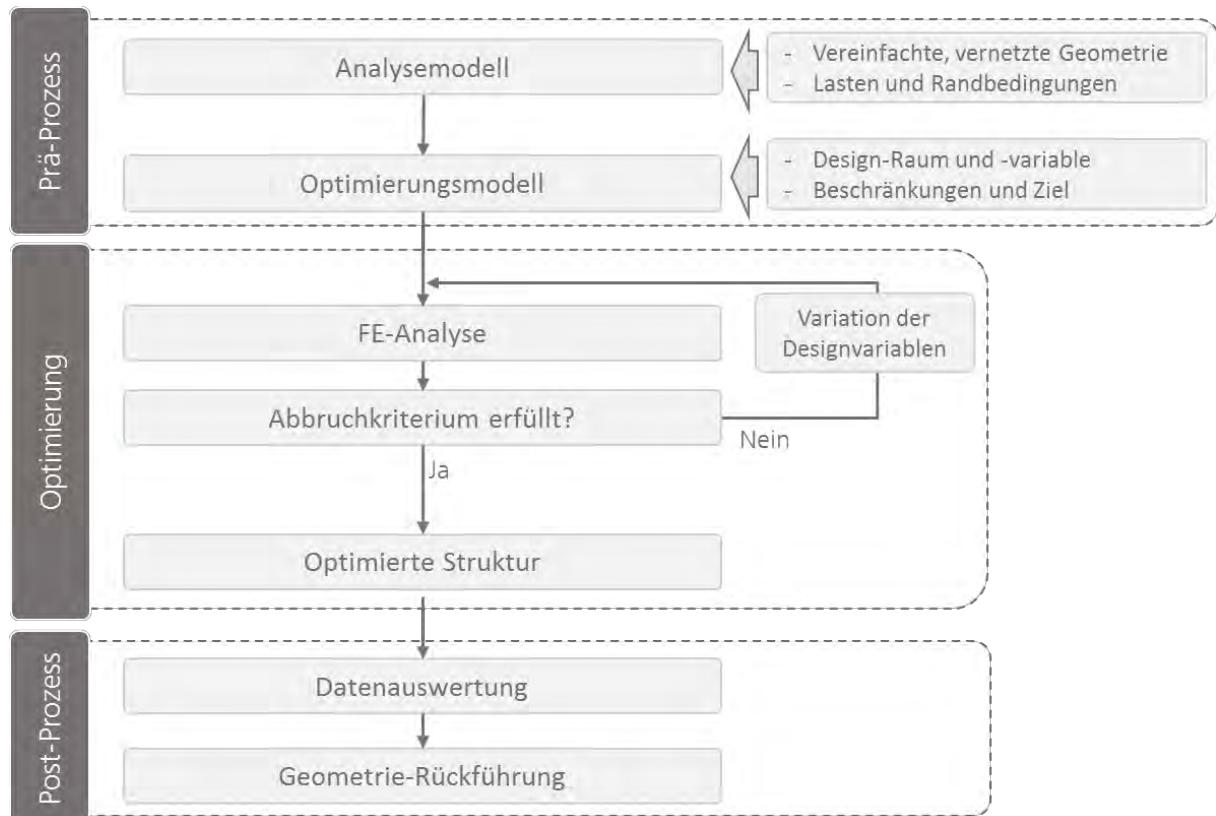 Prä-Prozess
Analysemodell
- Vereinfachte, vernetzte Geometrie
- Lasten und Randbedingungen
Optimierungsmodell
- Design-Raum und -variable
- Beschränkungen und Ziel
Optimierung
FE-Analyse
Variation der
Designvariablen
Abbruchkriterium erfüllt?
Nein
Ja
Optimierte Struktur
Post-Prozess
Datenauswertung
Geometrie-Rückführung